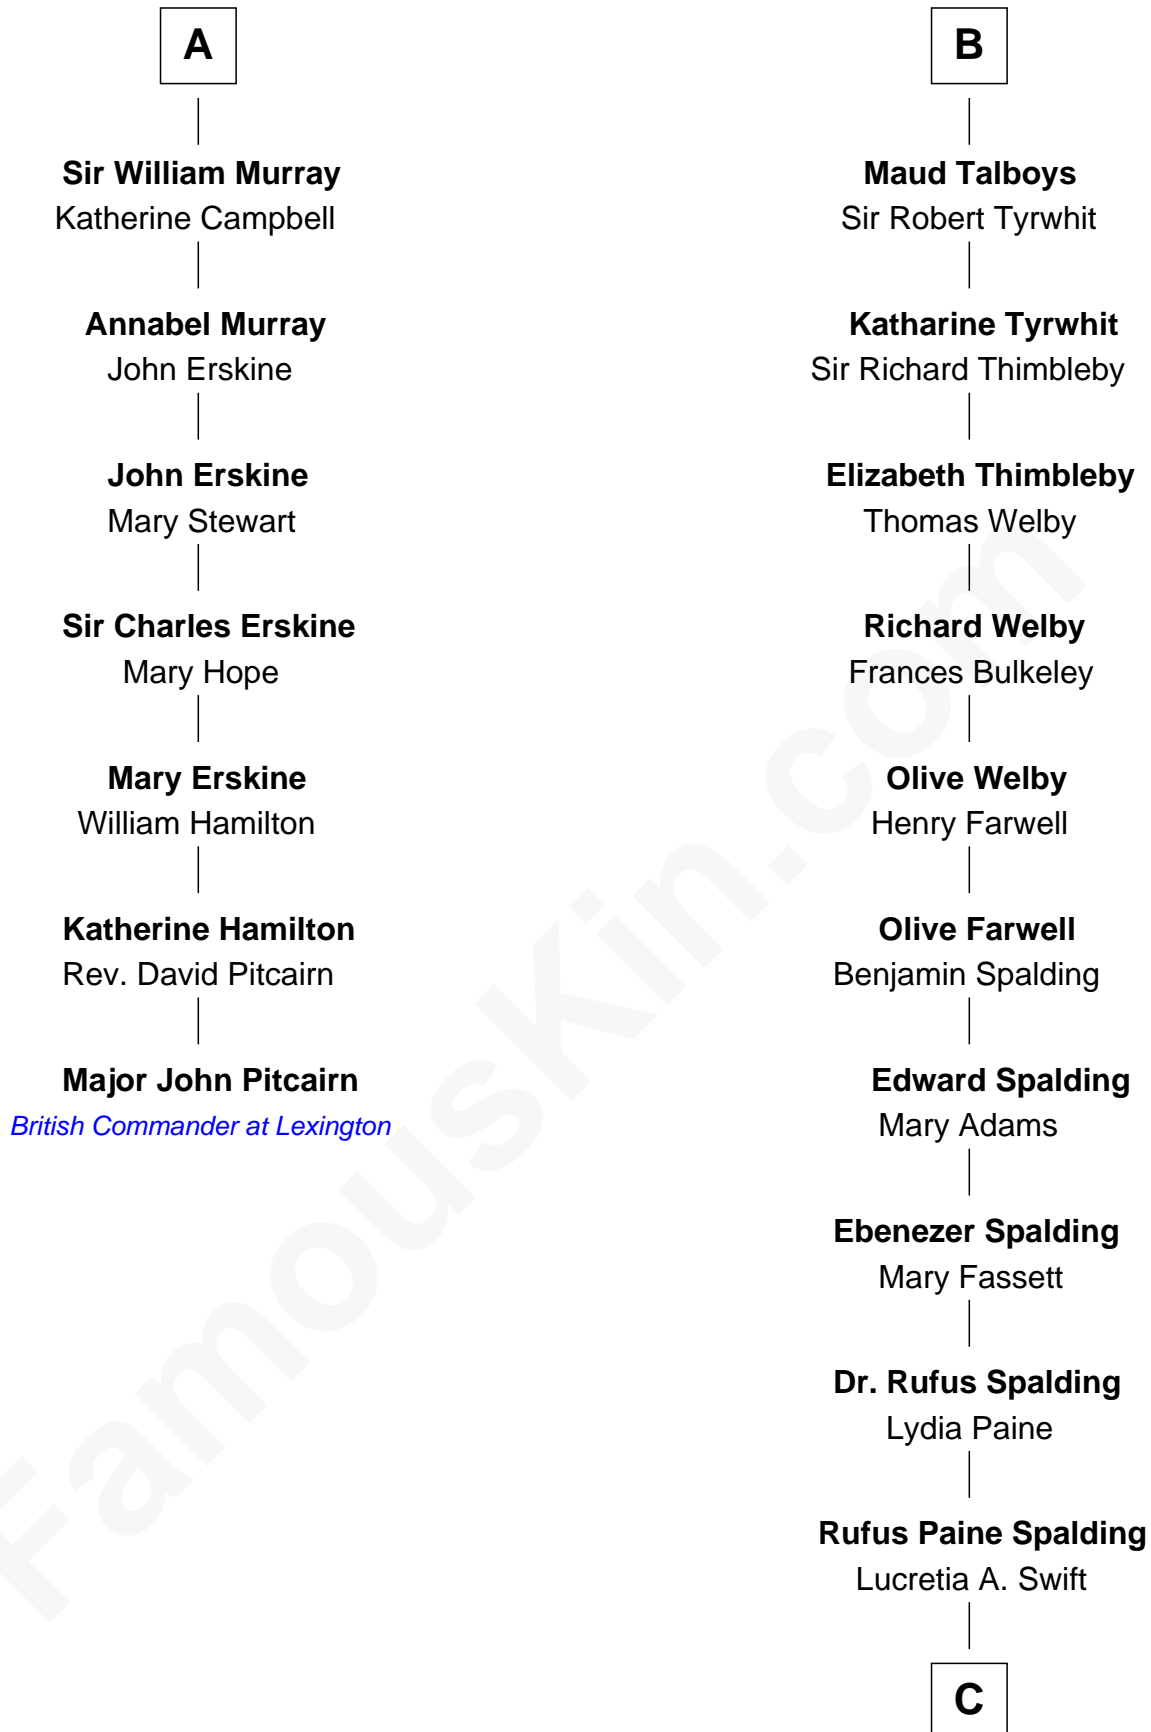 A
Sir William Murray
Katherine Campbell
Annabel Murray
John Erskine
John Erskine
Mary Stewart
Sir Charles Erskine
Mary Hope
Mary Erskine
William Hamilton
Katherine Hamilton
Rev. David Pitcairn
Major John Pitcairn
British Commander at Lexington
B
Maud Talboys
Sir Robert Tyrwhit
Katharine Tyrwhit
Sir Richard Thimbleby
Elizabeth Thimbleby
Thomas Welby
Richard Welby
Frances Bulkeley
Olive Welby
Henry Farwell
Olive Farwell
Benjamin Spalding
Edward Spalding
Mary Adams
Ebenezer Spalding
Mary Fassett
Dr. Rufus Spalding
Lydia Paine
Rufus Paine Spalding
Lucretia A. Swift
C
FamousKin.com